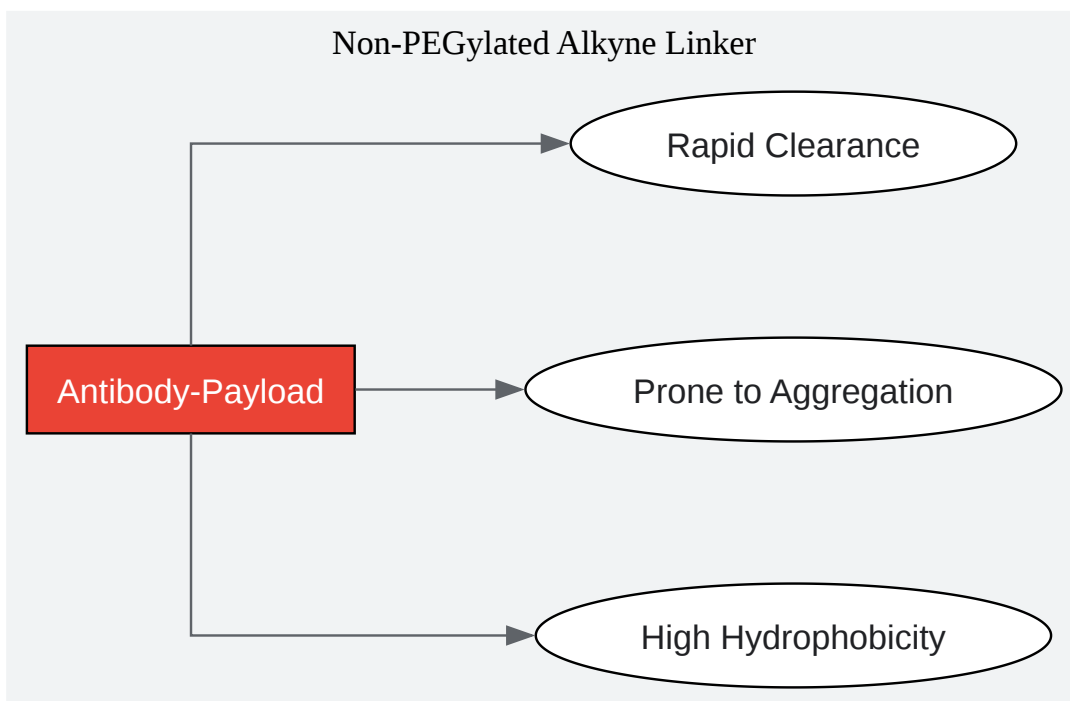 Non-PEGylated Alkyne Linker
Rapid Clearance
Antibody-Payload
Prone to Aggregation
High Hydrophobicity